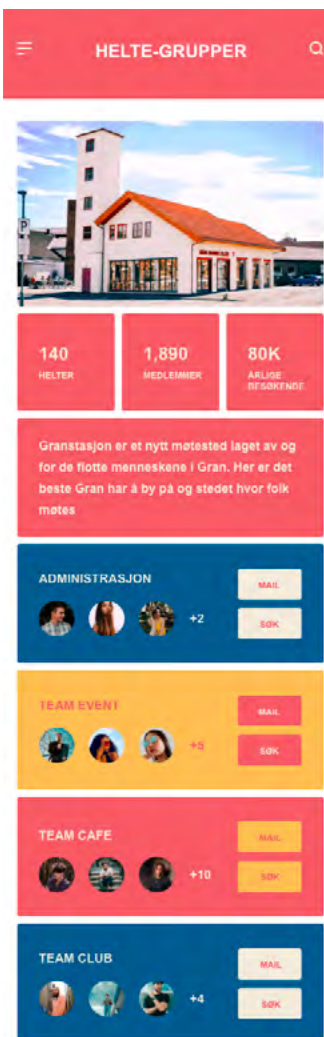 HELTE-GRUPPER
P
140
HELTER
1,890
MEDLEMMER
80K
ÅRLIGE
BESØKENDE
Granstasjon er et nytt møtested laget av og
for de flotte menneskene i Gran. Her er det
beste Gran har å by på og stedet hvor folk
møtes
ADMINISTRASJON
+2
MAIL
SØK
TEAM EVENT
+5
MAIL
SØK
TEAM CAFE
+10
MAIL
SØK
TEAM CLUB
+4
MAIL
SØK